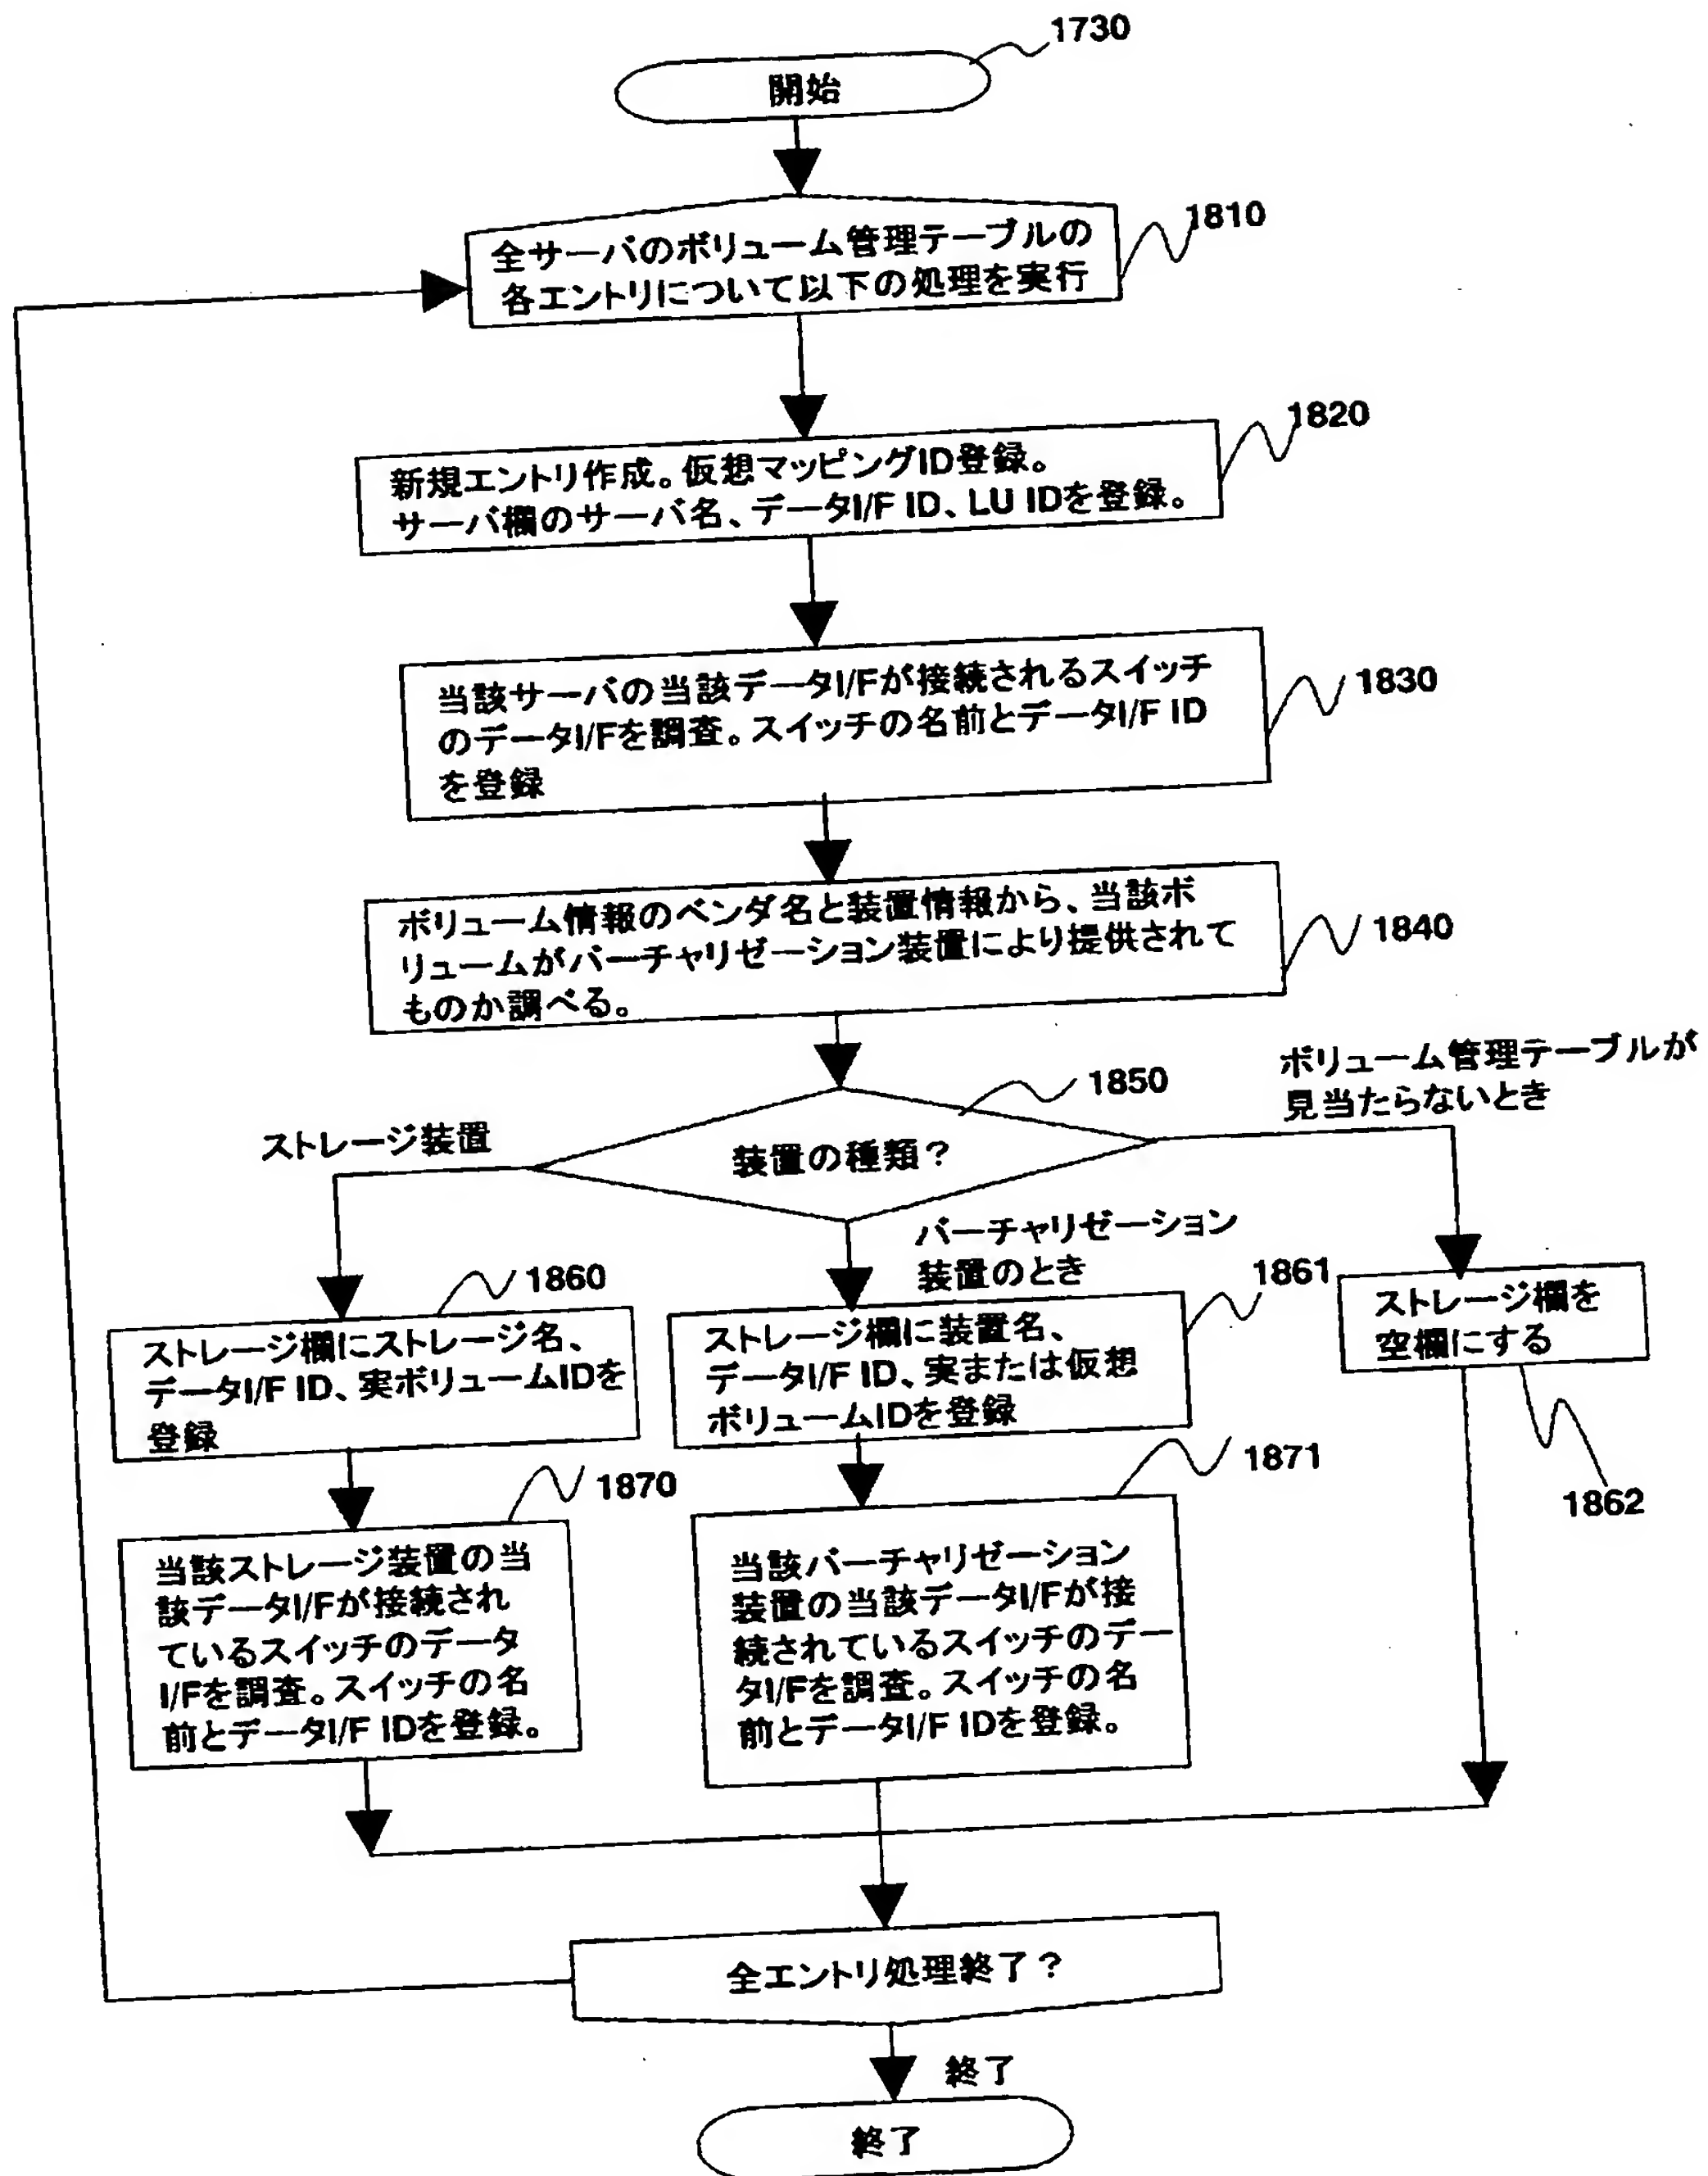 1730
開始
1810
全サーバのボリューム管理テーブルの
各エントリについて以下の処理を実行
1820
新規エントリ作成。仮想マッピングID登録。
サーバ欄のサーバ名、データI/F ID、LU IDを登録。
1830
当該サーバの当該データI/Fが接続されるスイッチ
のデータI/Fを調査。スイッチの名前とデータI/F ID
を登録
1840
ボリューム情報のベンダ名と装置情報から、当該ボ
リュームがバーチャリゼーション装置により提供されて
ものか調べる。
1850
装置の種類?
ストレージ装置
ボリューム管理テーブルが
見当たらないとき
バーチャリゼーション
装置のとき
1860
ストレージ欄にストレージ名、
データI/F ID、実ボリュームIDを
登録
1861
ストレージ欄に装置名、
データI/F ID、実または仮想
ボリュームIDを登録
ストレージ欄を
空欄にする
1862
1870
当該ストレージ装置の当
該データI/Fが接続され
ているスイッチのデータ
I/Fを調査。スイッチの名
前とデータI/F IDを登録。
1871
当該バーチャリゼーション
装置の当該データI/Fが接
続されているスイッチのデー
タI/Fを調査。スイッチの名
前とデータI/F IDを登録。
全エントリ処理終了?
終了
終了